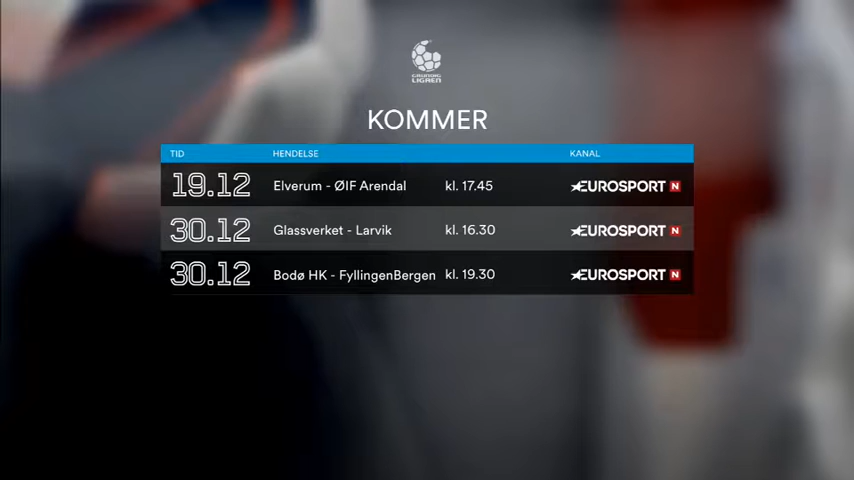 GRUNDIG
LIGAEN
KOMMER
TID HENDELSE KANAL
19.12 Elverum - ØIF Arendal kl. 17.45 EUROSPORT N
30.12 Glassverket - Larvik kl. 16.30 EUROSPORT N
30.12 Bodø HK - FyllingenBergen kl. 19.30 EUROSPORT N